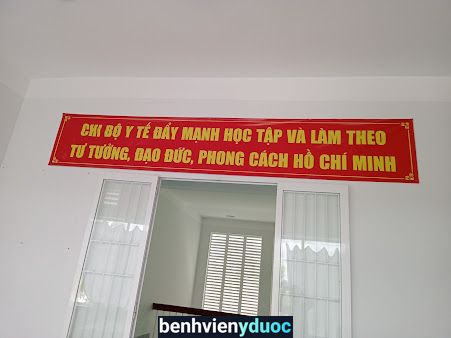 CHI BỘ Y TẾ ĐẨY MẠNH HỌC TẬP VÀ LÀM THEO
TƯ TƯỞNG, ĐẠO ĐỨC, PHONG CÁCH HỒ CHÍ MINH
benhvienyduoc